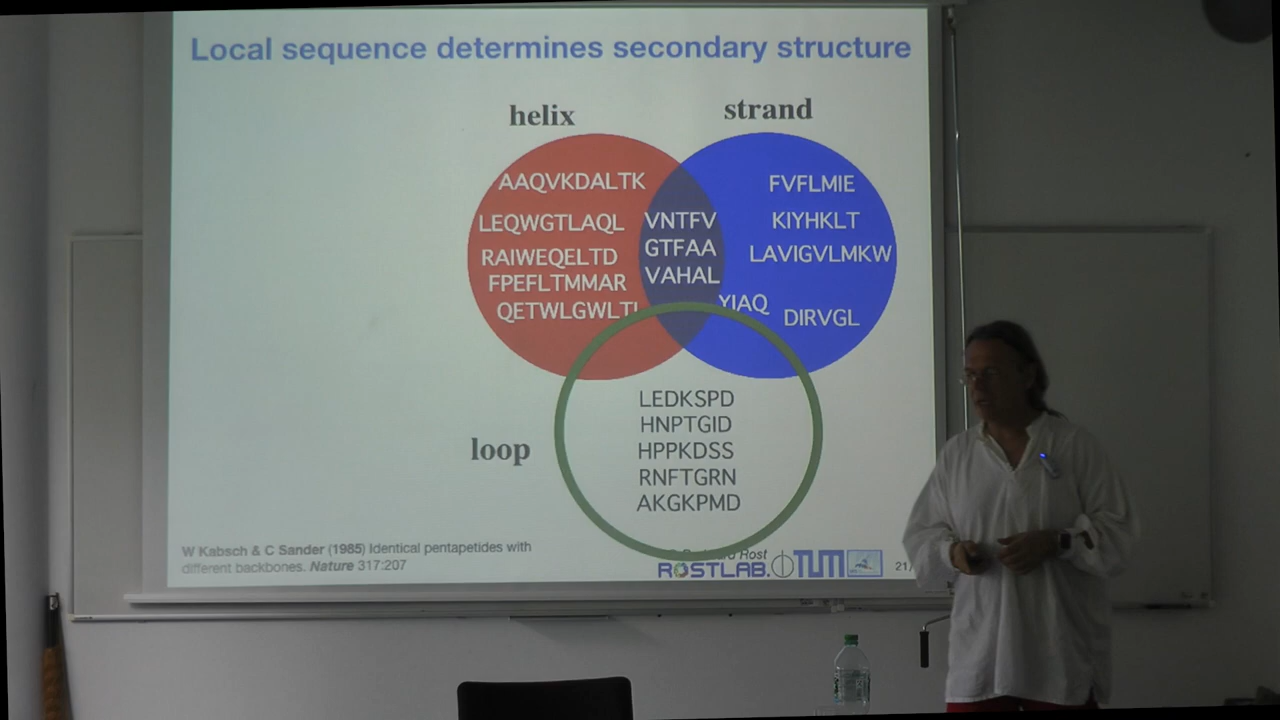 Local sequence determines secondary structure
helix
strand
AAQVKDALTK
LEQWGTLAQL
RAIWEQELTD
FPEFLTMMAR
QETWLGWLTI
VNTFV
GTFAA
VAHAL
FVFLMIE
KIYHKLT
LAVIGVLMKW
YIAQ
DIRVGL
loop
LEDKSPD
HNPTGID
HPPKDSS
RNFTGRN
AKGKPMD
W Kabsch & C Sander (1985) Identical pentapetides with
different backbones. Nature 317:207
Rost
ROSTLAB.
TUM
21/